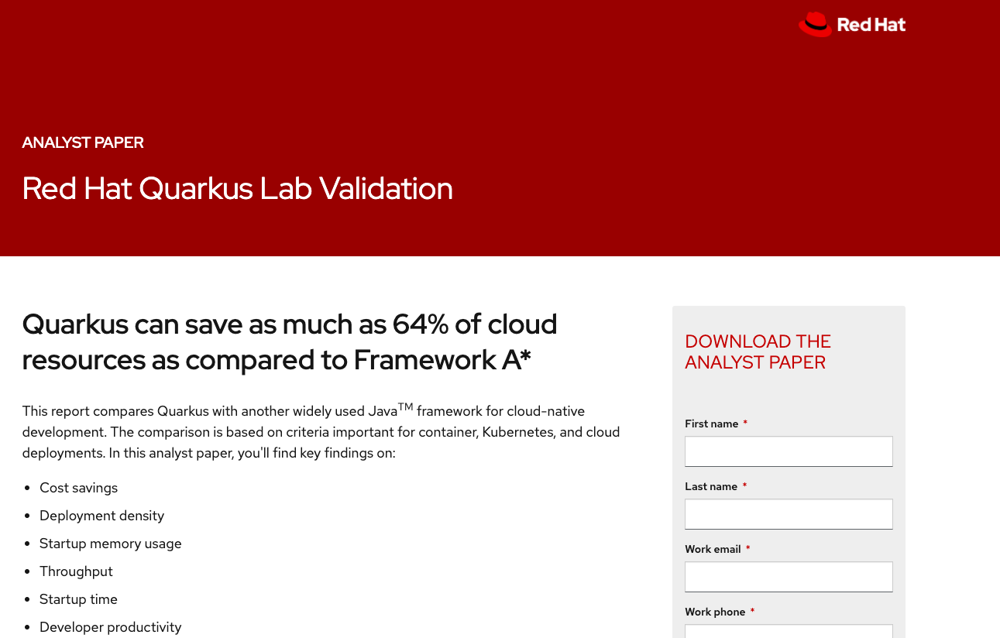 Red Hat
ANALYST PAPER
Red Hat Quarkus Lab Validation
Quarkus can save as much as 64% of cloud
resources as compared to Framework A*
This report compares Quarkus with another widely used Java™ framework for cloud-native
development. The comparison is based on criteria important for container, Kubernetes, and cloud
deployments. In this analyst paper, you'll find key findings on:
• Cost savings
• Deployment density
• Startup memory usage
• Throughput
• Startup time
• Developer productivity
DOWNLOAD THE
ANALYST PAPER
First name *
Last name *
Work email *
Work phone *